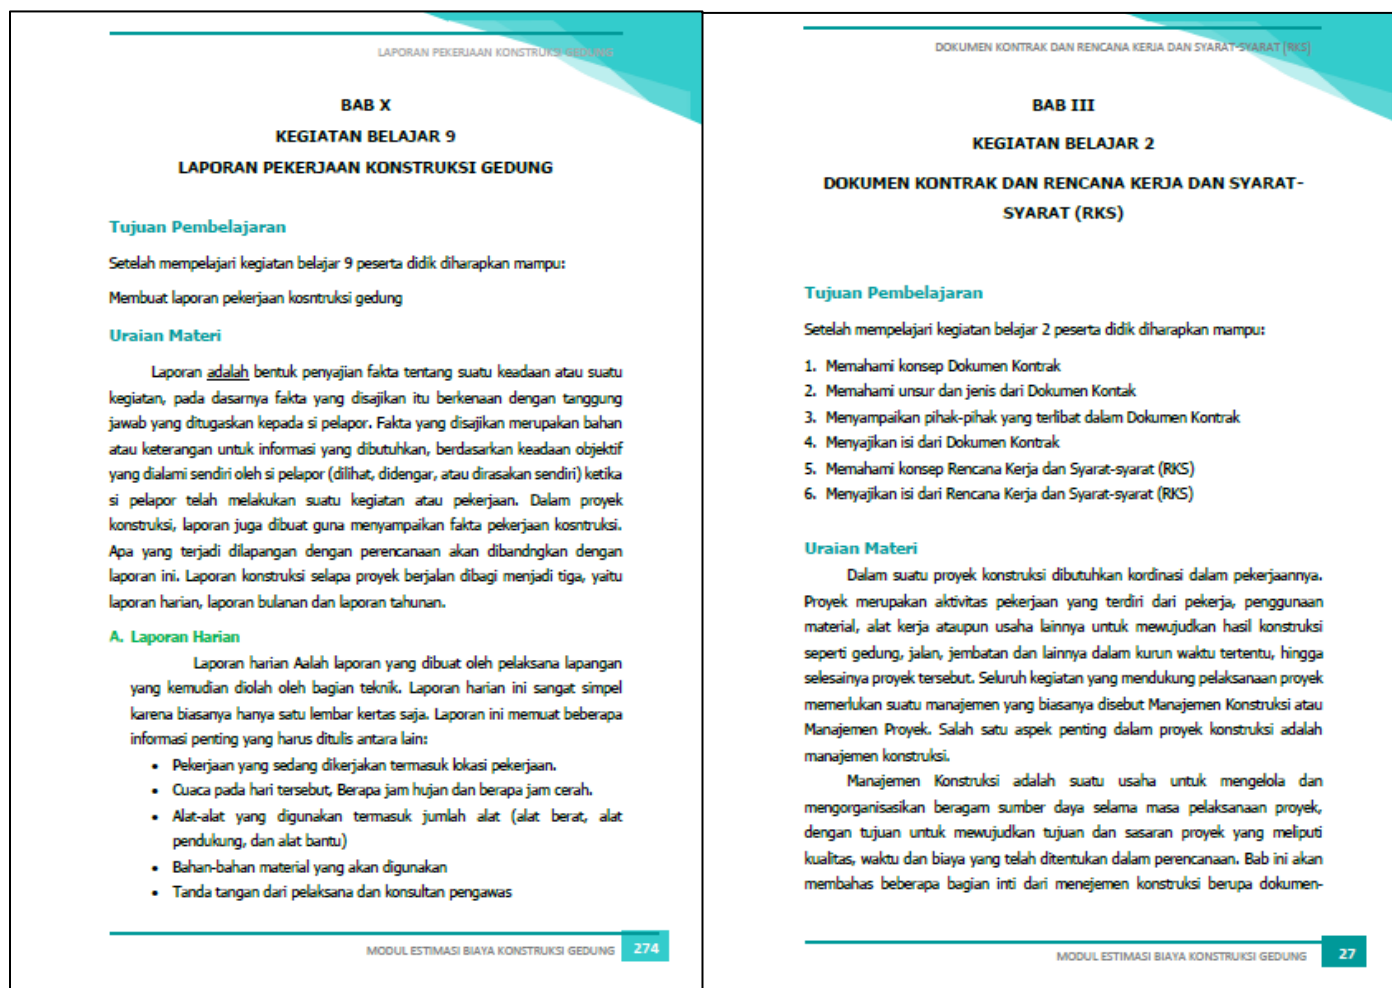 LAPORAN PEKERJAAN KONSTRUKSI GEDUNG
BAB X
KEGIATAN BELAJAR 9
LAPORAN PEKERJAAN KONSTRUKSI GEDUNG
Tujuan Pembelajaran
Setelah mempelajari kegiatan belajar 9 peserta didik diharapkan mampu:
Membuat laporan pekerjaan kosntruksi gedung
Uraian Materi
Laporan adalah bentuk penyajian fakta tentang suatu keadaan atau suatu
kegiatan, pada dasarnya fakta yang disajikan itu berkenaan dengan tanggung
jawab yang ditugaskan kepada si pelapor. Fakta yang disajikan merupakan bahan
atau keterangan untuk informasi yang dibutuhkan, berdasarkan keadaan objektif
yang dialami sendiri oleh si pelapor (dilihat, didengar, atau dirasakan sendiri) ketika
si pelapor telah melakukan suatu kegiatan atau pekerjaan. Dalam proyek
konstruksi, laporan juga dibuat guna menyampaikan fakta pekerjaan kosntruksi.
Apa yang terjadi dilapangan dengan perencanaan akan dibandngkan dengan
laporan ini. Laporan konstruksi selapa proyek berjalan dibagi menjadi tiga, yaitu
laporan harian, laporan bulanan dan laporan tahunan.
A. Laporan Harian
Laporan harian Aalah laporan yang dibuat oleh pelaksana lapangan
yang kemudian diolah oleh bagian teknik. Laporan harian ini sangat simpel
karena biasanya hanya satu lembar kertas saja. Laporan ini memuat beberapa
informasi penting yang harus ditulis antara lain:
• Pekerjaan yang sedang dikerjakan termasuk lokasi pekerjaan.
• Cuaca pada hari tersebut, Berapa jam hujan dan berapa jam cerah.
• Alat-alat yang digunakan termasuk jumlah alat (alat berat, alat
pendukung, dan alat bantu)
• Bahan-bahan material yang akan digunakan
• Tanda tangan dari pelaksana dan konsultan pengawas
MODUL ESTIMASI BIAYA KONSTRUKSI GEDUNG 274
DOKUMEN KONTRAK DAN RENCANA KERJA DAN SYARAT-SYARAT (RKS)
BAB III
KEGIATAN BELAJAR 2
DOKUMEN KONTRAK DAN RENCANA KERJA DAN SYARAT-
SYARAT (RKS)
Tujuan Pembelajaran
Setelah mempelajari kegiatan belajar 2 peserta didik diharapkan mampu:
1. Memahami konsep Dokumen Kontrak
2. Memahami unsur dan jenis dari Dokumen Kontak
3. Menyampaikan pihak-pihak yang terlibat dalam Dokumen Kontrak
4. Menyajikan isi dari Dokumen Kontrak
5. Memahami konsep Rencana Kerja dan Syarat-syarat (RKS)
6. Menyajikan isi dari Rencana Kerja dan Syarat-syarat (RKS)
Uraian Materi
Dalam suatu proyek konstruksi dibutuhkan kordinasi dalam pekerjaannya.
Proyek merupakan aktivitas pekerjaan yang terdiri dari pekerja, penggunaan
material, alat kerja ataupun usaha lainnya untuk mewujudkan hasil konstruksi
seperti gedung, jalan, jembatan dan lainnya dalam kurun waktu tertentu, hingga
selesainya proyek tersebut. Seluruh kegiatan yang mendukung pelaksanaan proyek
memerlukan suatu manajemen yang biasanya disebut Manajemen Konstruksi atau
Manajemen Proyek. Salah satu aspek penting dalam proyek konstruksi adalah
manajemen konstruksi.
Manajemen Konstruksi adalah suatu usaha untuk mengelola dan
mengorganisasikan beragam sumber daya selama masa pelaksanaan proyek,
dengan tujuan untuk mewujudkan tujuan dan sasaran proyek yang meliputi
kualitas, waktu dan biaya yang telah ditentukan dalam perencanaan. Bab ini akan
membahas beberapa bagian inti dari menejemen konstruksi berupa dokumen-
MODUL ESTIMASI BIAYA KONSTRUKSI GEDUNG 27